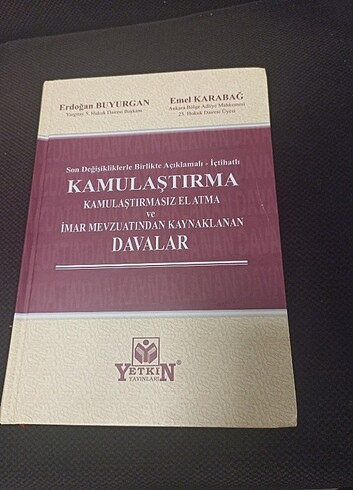 Erdoğan BUYURGAN
Yargıtay 5. Hukuk Dairesi Başkanı
Emel KARABAĞ
Ankara Bölge Adliye Mahkemesi
23. Hukuk Dairesi Üyesi
Son Değişikliklerle Birlikte Açıklamalı - İçtihatlı
KAMULAŞTIRMA
KAMULAŞTIRMASIZ EL ATMA
ve
İMAR MEVZUATINDAN KAYNAKLANAN
DAVALAR
YETKİN®
YAYINLARI